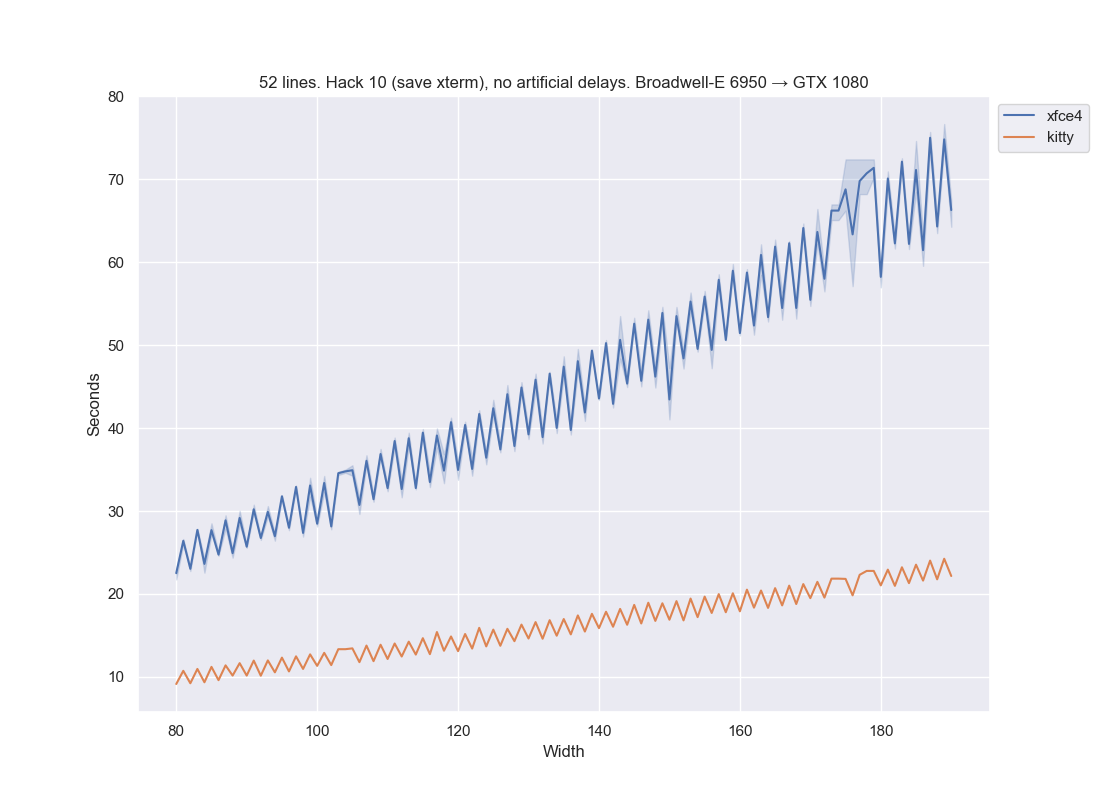 52 lines. Hack 10 (save xterm), no artificial delays. Broadwell-E 6950 → GTX 1080
80
70
60
50
40
30
20
10
Seconds
80 100 120 140 160 180
Width
xfce4
kitty